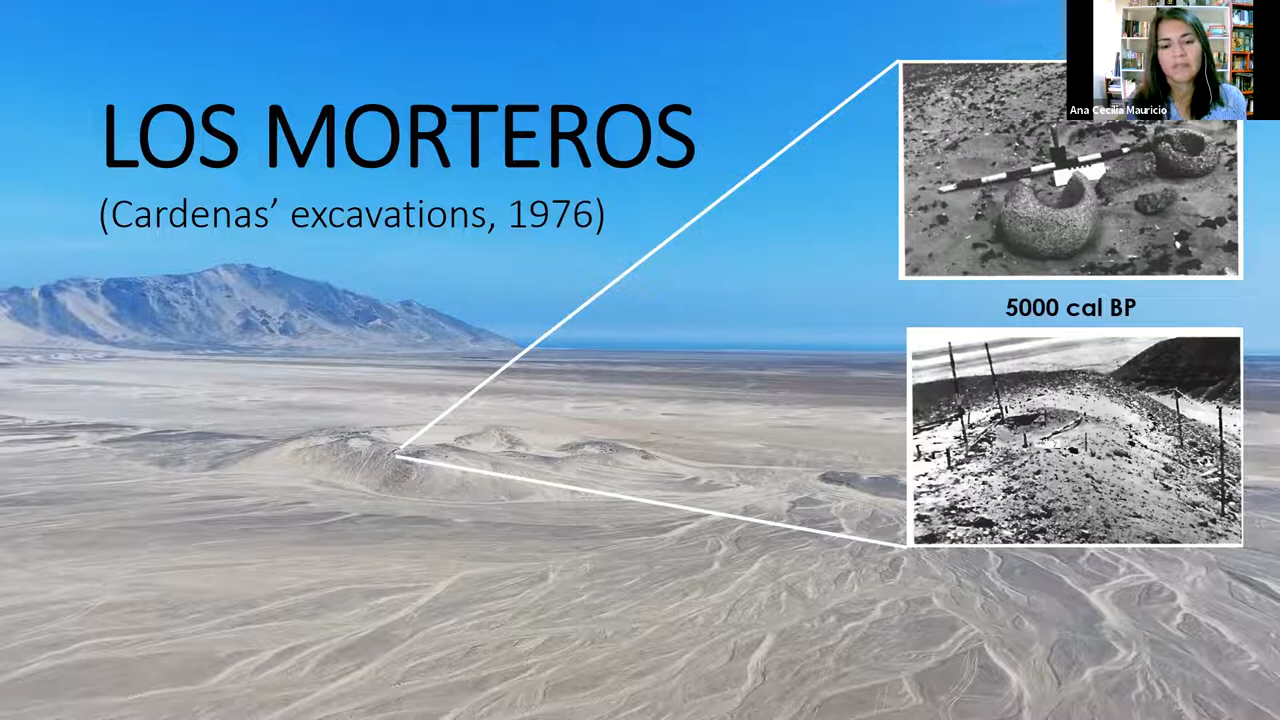 LOS MORTEROS
(Cardenas’ excavations, 1976)
Ana Cecilia Mauricio
5000 cal BP